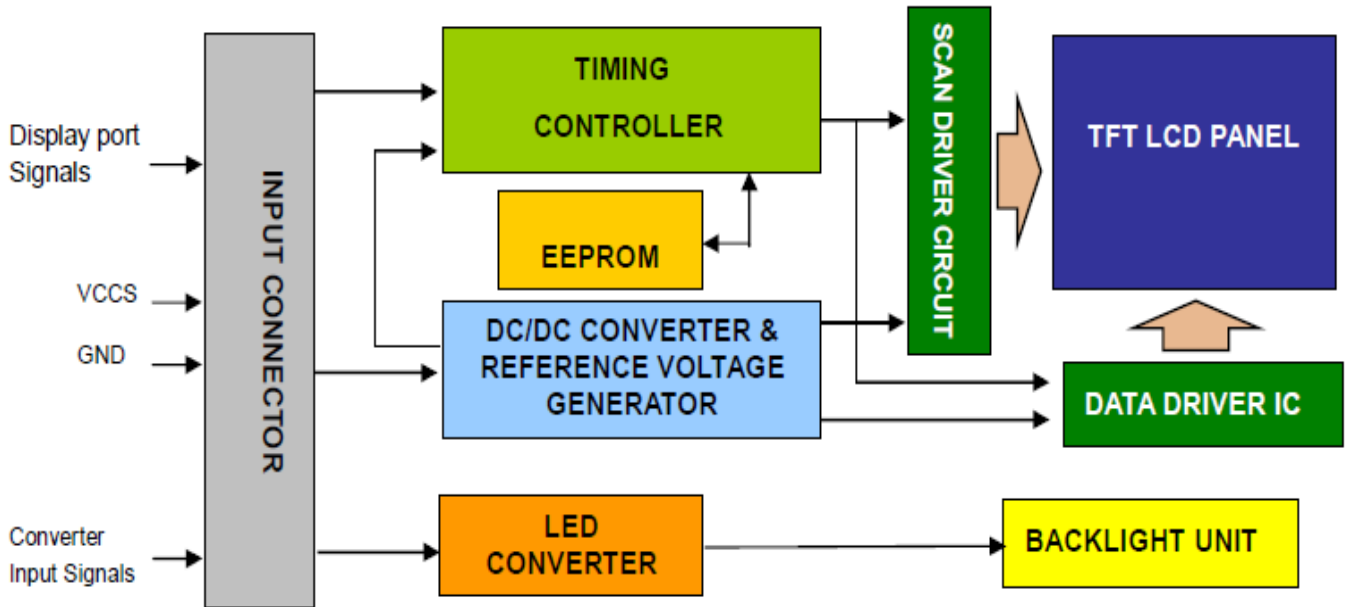 Display port
Signals
VCCS
GND
Converter
Input Signals
INPUT CONNECTOR
TIMING
CONTROLLER
EEPROM
DC/DC CONVERTER &
REFERENCE VOLTAGE
GENERATOR
LED
CONVERTER
SCAN DRIVER CIRCUIT
TFT LCD PANEL
DATA DRIVER IC
BACKLIGHT UNIT